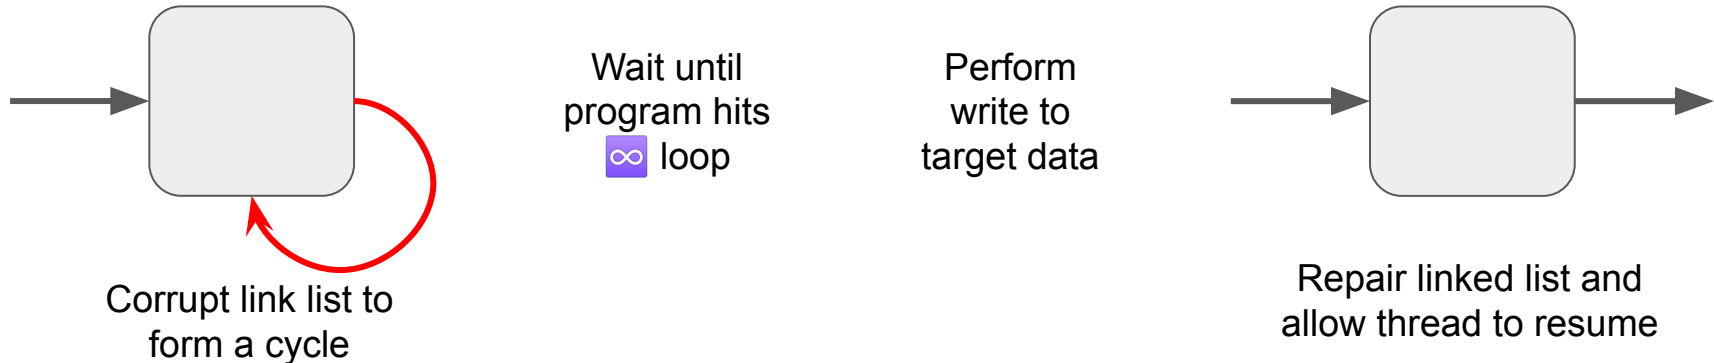 Corrupt link list to
form a cycle
Wait until
program hits
♾️ loop
Perform
write to
target data
Repair linked list and
allow thread to resume